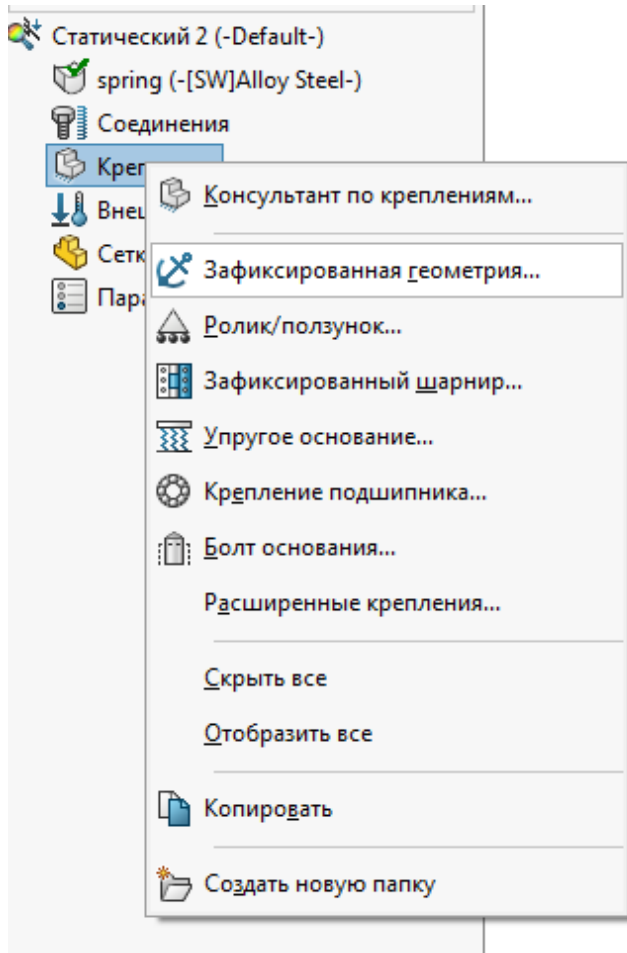 Статический 2 (-Default-)
spring (-[SW]Alloy Steel-)
Соединения
Консультант по креплениям...
Зафиксированная геометрия...
Ролик/ползунок...
Зафиксированный шарнир...
Упругое основание...
Крепление подшипника...
Болт основания...
Расширенные крепления...
Скрыть все
Отобразить все
Копировать
Создать новую папку